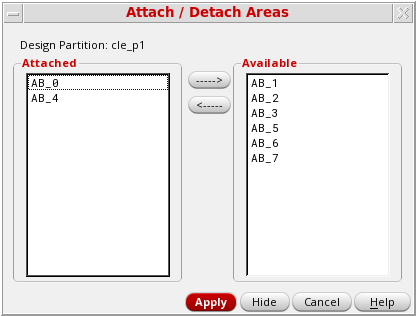 Attach / Detach Areas
Design Partition: cle_p1
Attached
AB_0
AB_4
----->
<-----
Available
AB_1
AB_2
AB_3
AB_5
AB_6
AB_7
Apply
Hide
Cancel
Help